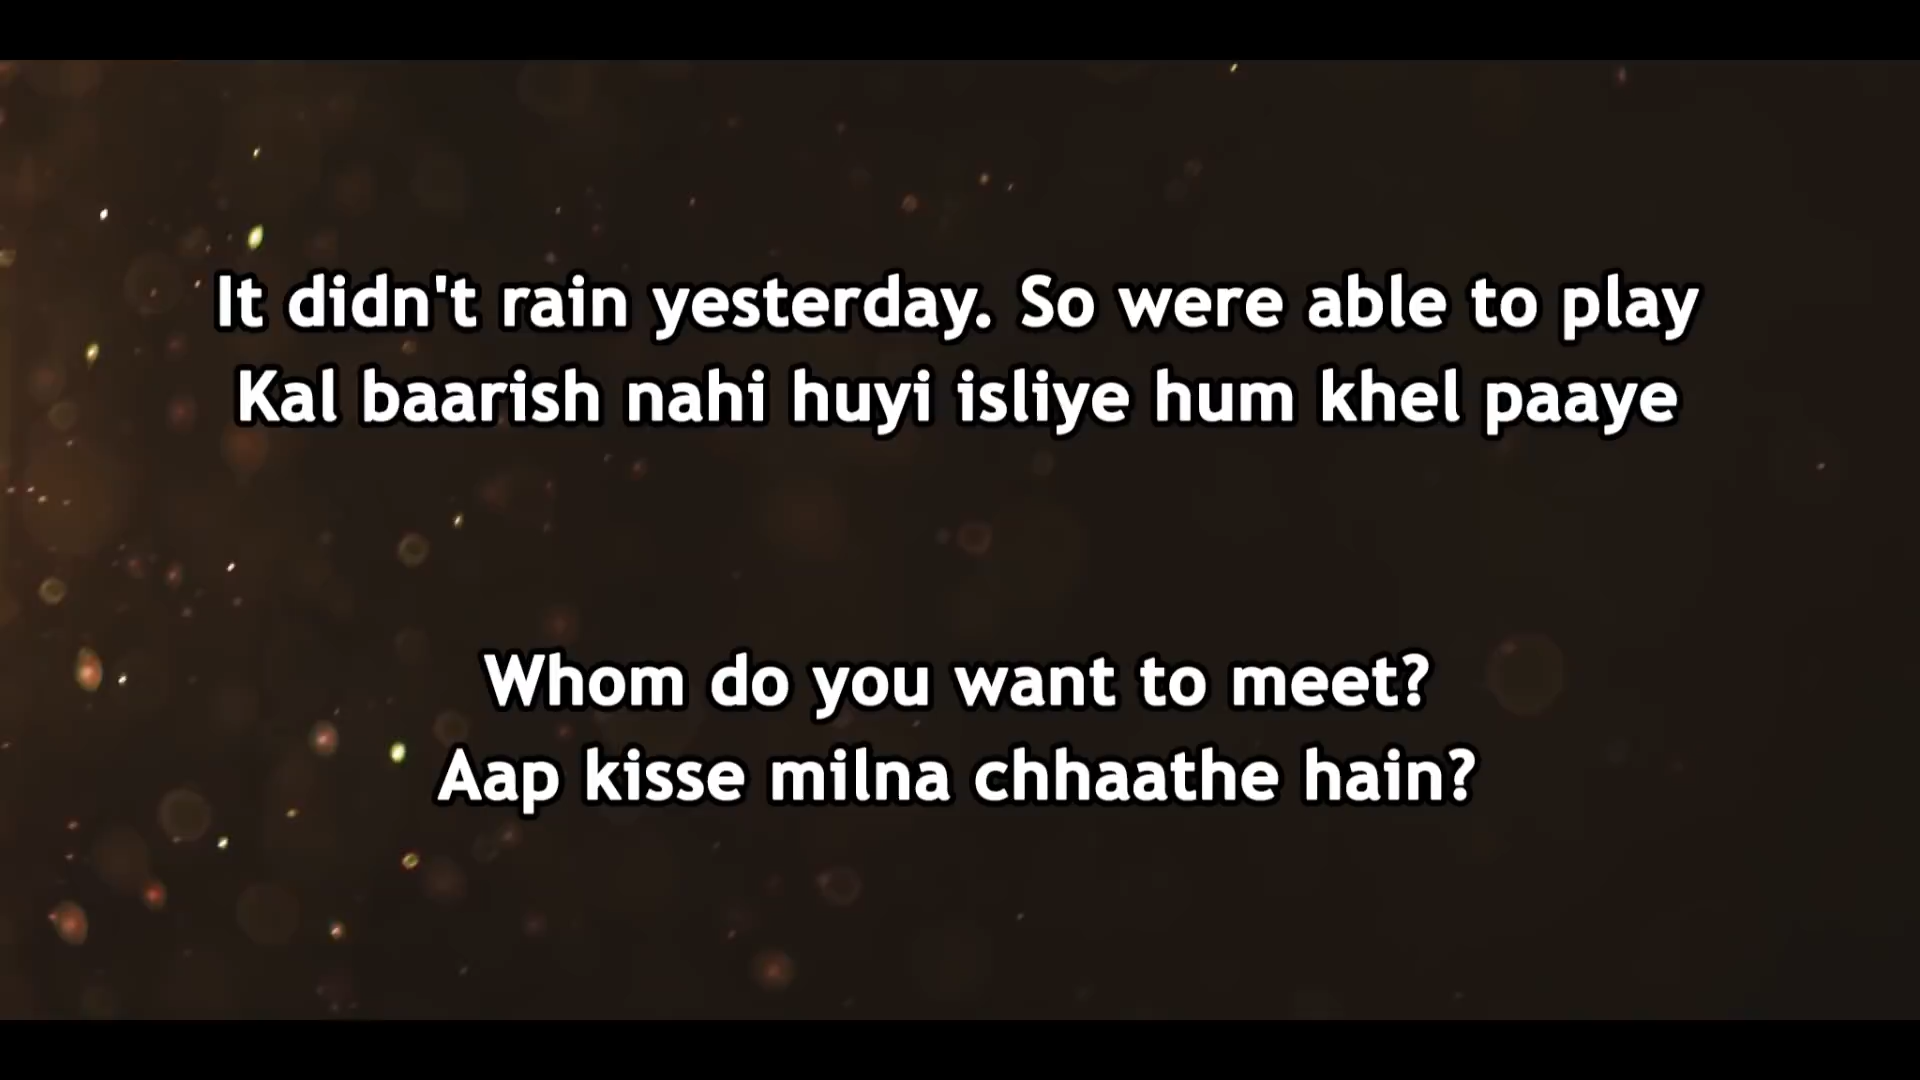 It didn't rain yesterday. So were able to play
Kal baarish nahi huyi isliye hum khel paaye
Whom do you want to meet?
Aap kisse milna chhaathe hain?